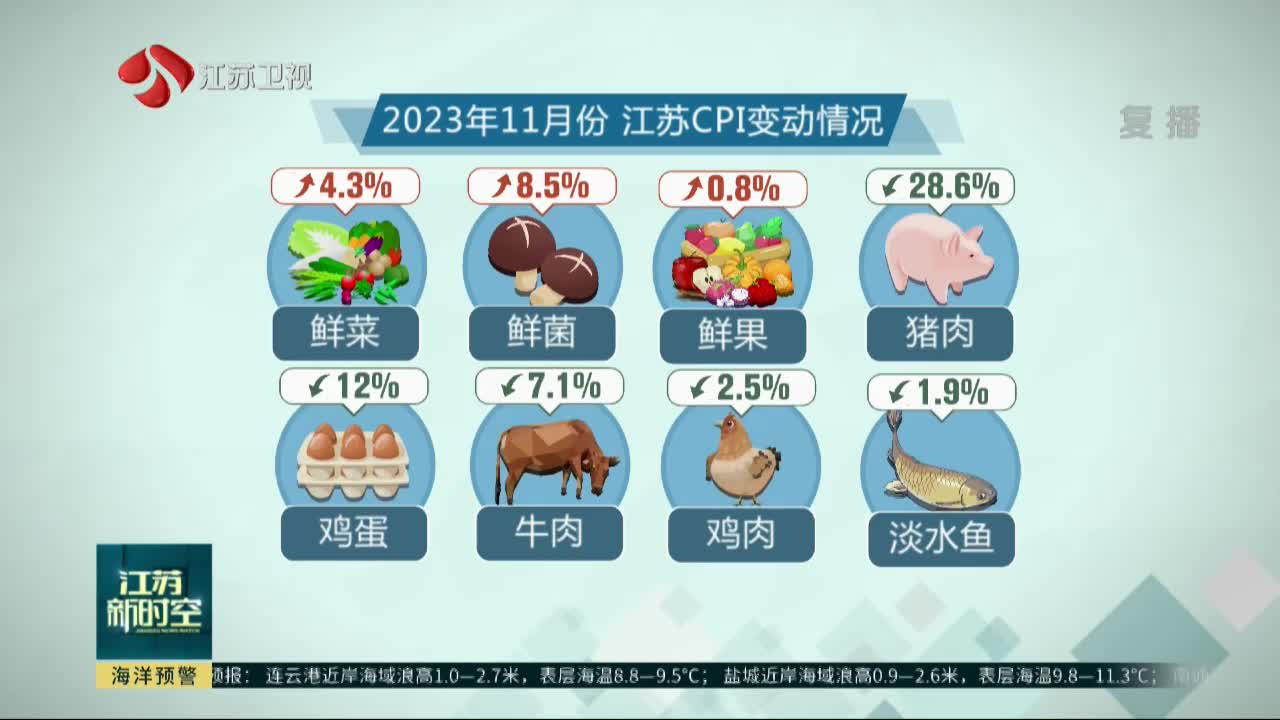 江苏卫视
2023年11月份 江苏CPI变动情况
复播
4.3%
8.5%
0.8%
28.6%
鲜菜
鲜菌
鲜果
猪肉
12%
7.1%
2.5%
1.9%
鸡蛋
牛肉
鸡肉
淡水鱼
江苏
新时空
海洋预警
预报： 连云港近岸海域浪高1.0—2.7米，表层海温8.8—9.5℃；盐城近岸海域浪高0.9—2.6米，表层海温9.8—11.3℃；